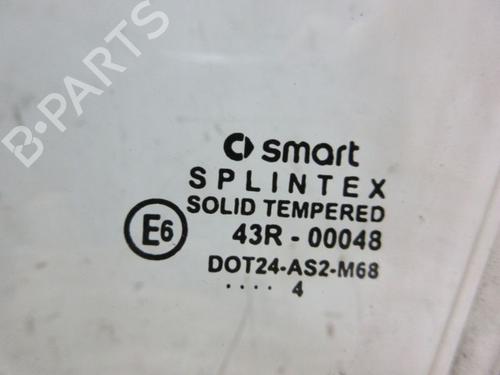 B-PARTS
smart
SPLINTEX
SOLID TEMPERED
E6
43R - 00048
DOT24-AS2-M68
.... 4